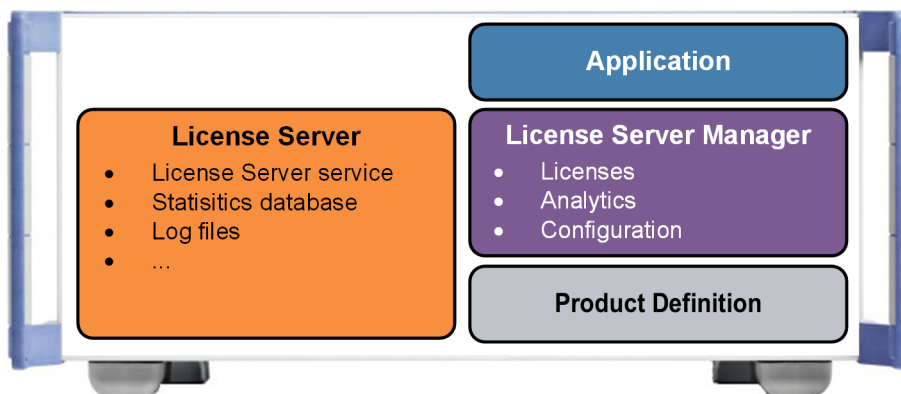 Application
License Server
• License Server service
• Statisitics database
• Log files
• ...
License Server Manager
• Licenses
• Analytics
• Configuration
Product Definition